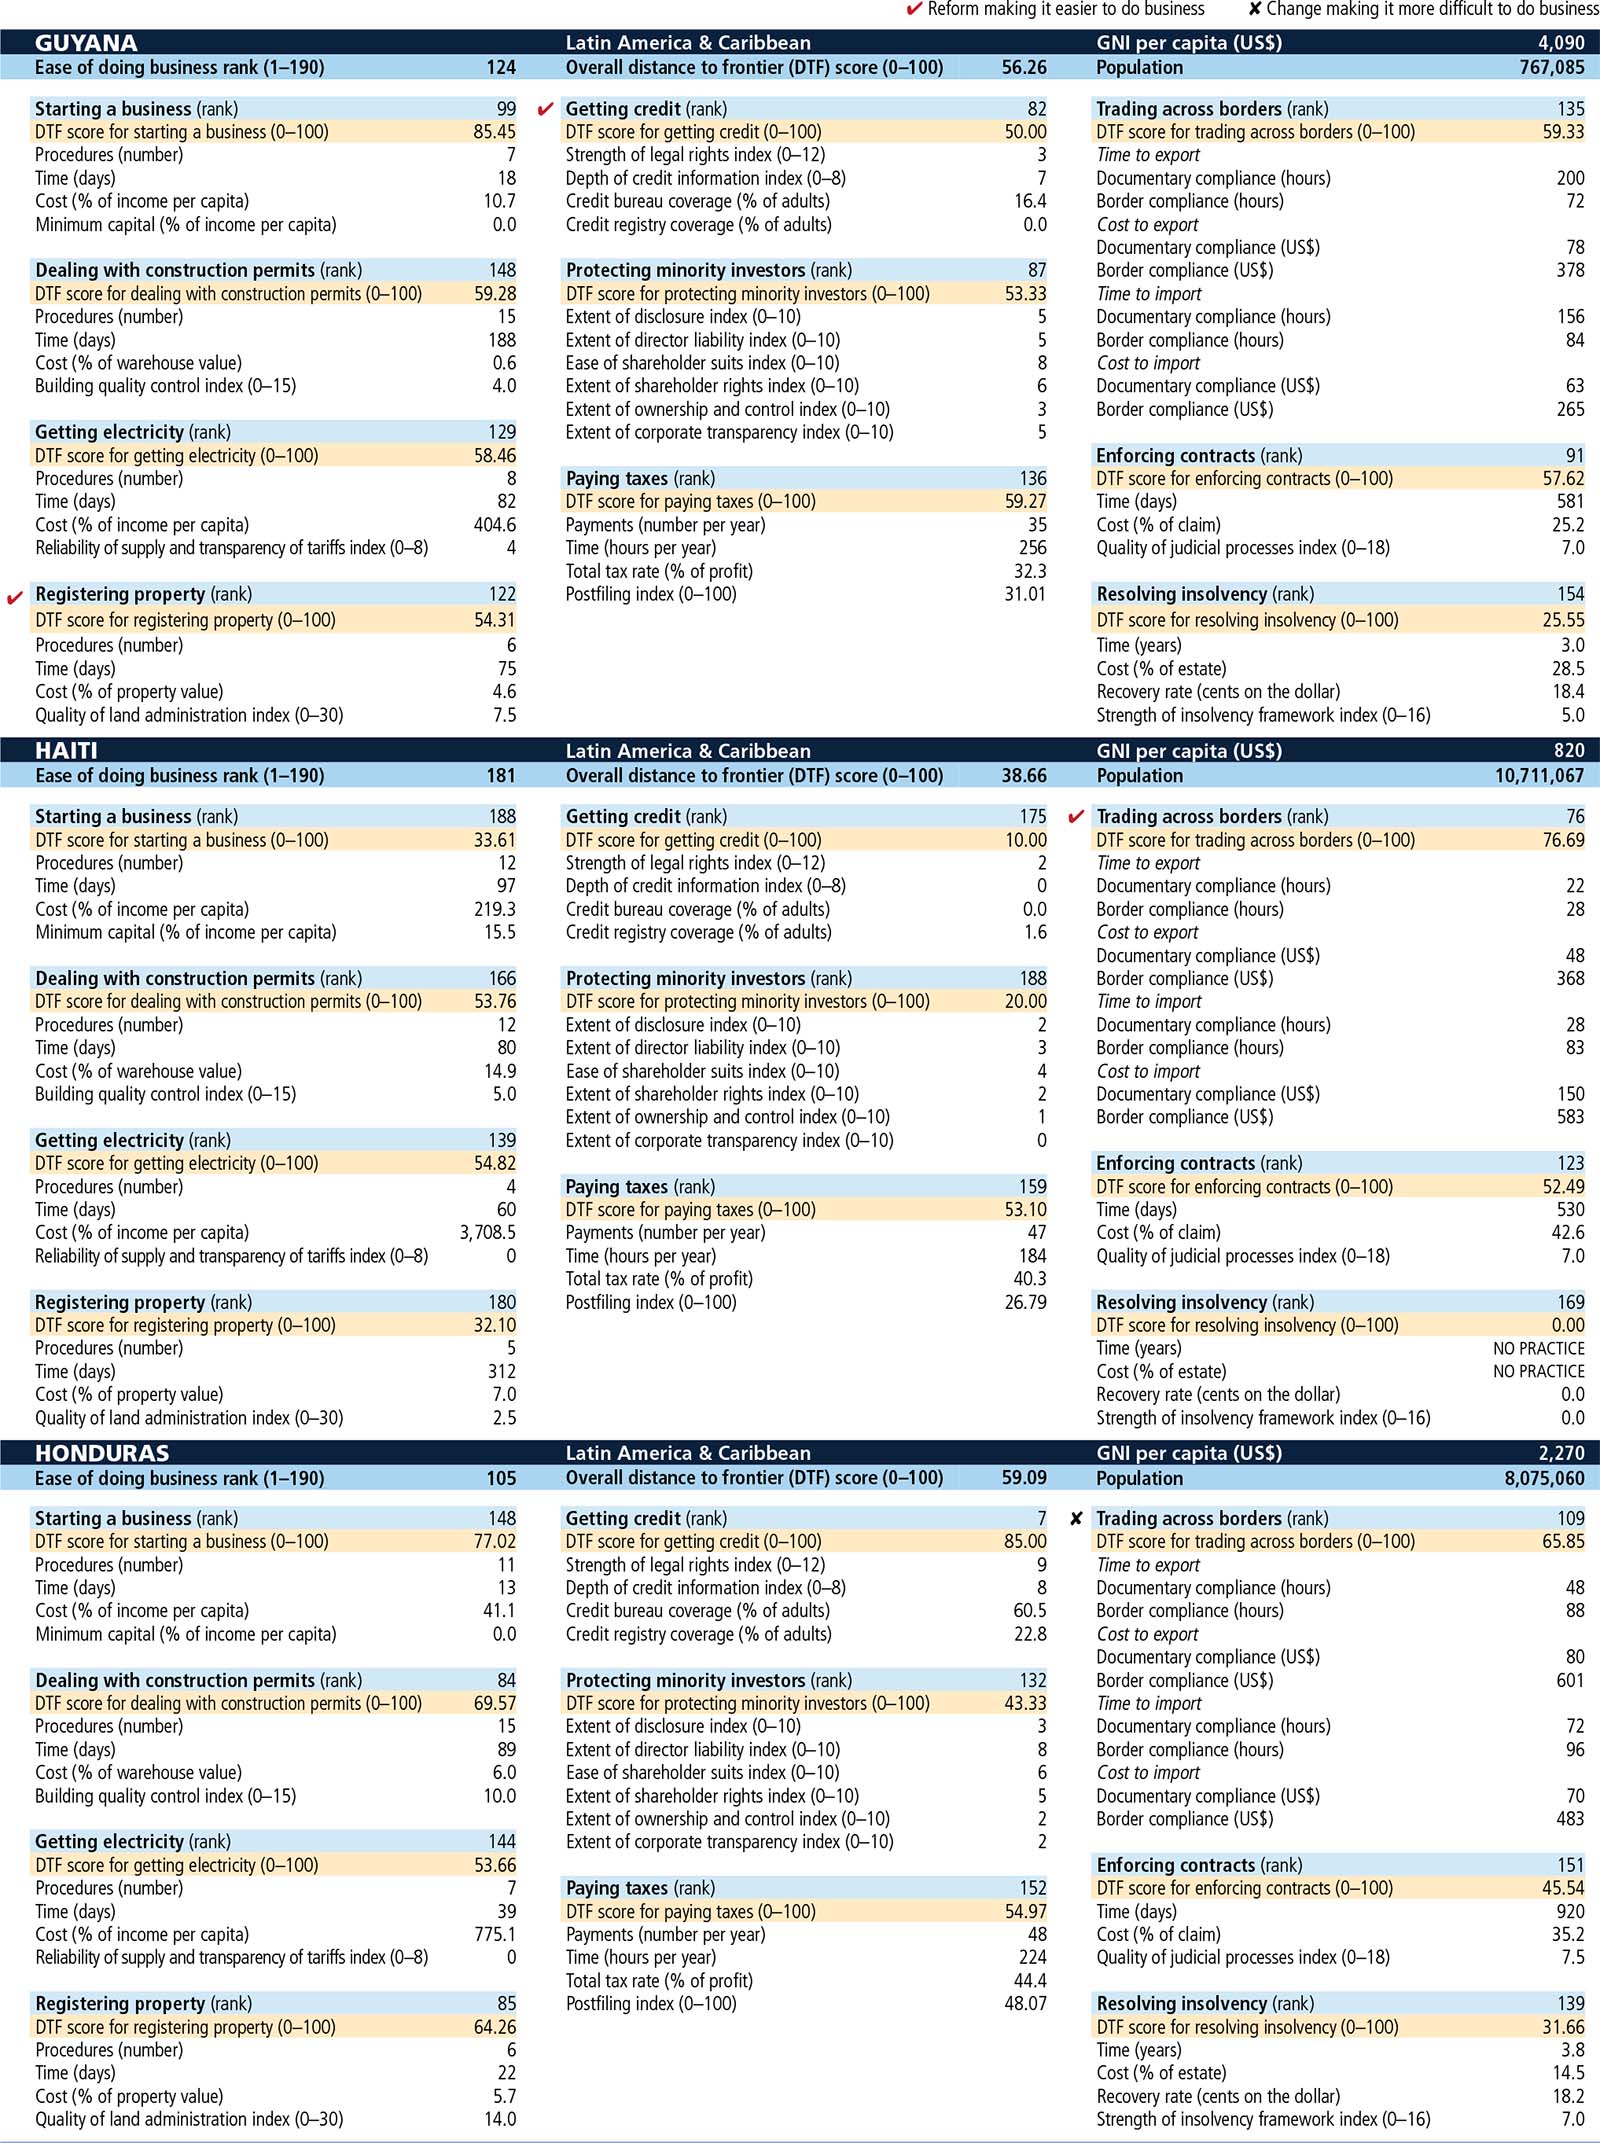 ✔ Reform making it easier to do business ✘ Change making it more difficult to do business
GUYANA Latin America & Caribbean GNI per capita (US$) 4,090
Ease of doing business rank (1–190) 124 Overall distance to frontier (DTF) score (0–100) 56.26 Population 767,085
Starting a business (rank) 99
DTF score for starting a business (0–100) 85.45
Procedures (number) 7
Time (days) 18
Cost (% of income per capita) 10.7
Minimum capital (% of income per capita) 0.0
Dealing with construction permits (rank) 148
DTF score for dealing with construction permits (0–100) 59.28
Procedures (number) 15
Time (days) 188
Cost (% of warehouse value) 0.6
Building quality control index (0–15) 4.0
Getting electricity (rank) 129
DTF score for getting electricity (0–100) 58.46
Procedures (number) 8
Time (days) 82
Cost (% of income per capita) 404.6
Reliability of supply and transparency of tariffs index (0–8) 4
✔ Registering property (rank) 122
DTF score for registering property (0–100) 54.31
Procedures (number) 6
Time (days) 75
Cost (% of property value) 4.6
Quality of land administration index (0–30) 7.5
✔ Getting credit (rank) 82
DTF score for getting credit (0–100) 50.00
Strength of legal rights index (0–12) 3
Depth of credit information index (0–8) 7
Credit bureau coverage (% of adults) 16.4
Credit registry coverage (% of adults) 0.0
Protecting minority investors (rank) 87
DTF score for protecting minority investors (0–100) 53.33
Extent of disclosure index (0–10) 5
Extent of director liability index (0–10) 5
Ease of shareholder suits index (0–10) 8
Extent of shareholder rights index (0–10) 6
Extent of ownership and control index (0–10) 3
Extent of corporate transparency index (0–10) 5
Paying taxes (rank) 136
DTF score for paying taxes (0–100) 59.27
Payments (number per year) 35
Time (hours per year) 256
Total tax rate (% of profit) 32.3
Postfiling index (0–100) 31.01
Trading across borders (rank) 135
DTF score for trading across borders (0–100) 59.33
Time to export
Documentary compliance (hours) 200
Border compliance (hours) 72
Cost to export
Documentary compliance (US$) 78
Border compliance (US$) 378
Time to import
Documentary compliance (hours) 156
Border compliance (hours) 84
Cost to import
Documentary compliance (US$) 63
Border compliance (US$) 265
Enforcing contracts (rank) 91
DTF score for enforcing contracts (0–100) 57.62
Time (days) 581
Cost (% of claim) 25.2
Quality of judicial processes index (0–18) 7.0
Resolving insolvency (rank) 154
DTF score for resolving insolvency (0–100) 25.55
Time (years) 3.0
Cost (% of estate) 28.5
Recovery rate (cents on the dollar) 18.4
Strength of insolvency framework index (0–16) 5.0
HAITI Latin America & Caribbean GNI per capita (US$) 820
Ease of doing business rank (1–190) 181 Overall distance to frontier (DTF) score (0–100) 38.66 Population 10,711,067
Starting a business (rank) 188
DTF score for starting a business (0–100) 33.61
Procedures (number) 12
Time (days) 97
Cost (% of income per capita) 219.3
Minimum capital (% of income per capita) 15.5
Dealing with construction permits (rank) 166
DTF score for dealing with construction permits (0–100) 53.76
Procedures (number) 12
Time (days) 80
Cost (% of warehouse value) 14.9
Building quality control index (0–15) 5.0
Getting electricity (rank) 139
DTF score for getting electricity (0–100) 54.82
Procedures (number) 4
Time (days) 60
Cost (% of income per capita) 3,708.5
Reliability of supply and transparency of tariffs index (0–8) 0
Registering property (rank) 180
DTF score for registering property (0–100) 32.10
Procedures (number) 5
Time (days) 312
Cost (% of property value) 7.0
Quality of land administration index (0–30) 2.5
Getting credit (rank) 175
DTF score for getting credit (0–100) 10.00
Strength of legal rights index (0–12) 2
Depth of credit information index (0–8) 0
Credit bureau coverage (% of adults) 0.0
Credit registry coverage (% of adults) 1.6
Protecting minority investors (rank) 188
DTF score for protecting minority investors (0–100) 20.00
Extent of disclosure index (0–10) 2
Extent of director liability index (0–10) 3
Ease of shareholder suits index (0–10) 4
Extent of shareholder rights index (0–10) 2
Extent of ownership and control index (0–10) 1
Extent of corporate transparency index (0–10) 0
Paying taxes (rank) 159
DTF score for paying taxes (0–100) 53.10
Payments (number per year) 47
Time (hours per year) 184
Total tax rate (% of profit) 40.3
Postfiling index (0–100) 26.79
✔ Trading across borders (rank) 76
DTF score for trading across borders (0–100) 76.69
Time to export
Documentary compliance (hours) 22
Border compliance (hours) 28
Cost to export
Documentary compliance (US$) 48
Border compliance (US$) 368
Time to import
Documentary compliance (hours) 28
Border compliance (hours) 83
Cost to import
Documentary compliance (US$) 150
Border compliance (US$) 583
Enforcing contracts (rank) 123
DTF score for enforcing contracts (0–100) 52.49
Time (days) 530
Cost (% of claim) 42.6
Quality of judicial processes index (0–18) 7.0
Resolving insolvency (rank) 169
DTF score for resolving insolvency (0–100) 0.00
Time (years) NO PRACTICE
Cost (% of estate) NO PRACTICE
Recovery rate (cents on the dollar) 0.0
Strength of insolvency framework index (0–16) 0.0
HONDURAS Latin America & Caribbean GNI per capita (US$) 2,270
Ease of doing business rank (1–190) 105 Overall distance to frontier (DTF) score (0–100) 59.09 Population 8,075,060
Starting a business (rank) 148
DTF score for starting a business (0–100) 77.02
Procedures (number) 11
Time (days) 13
Cost (% of income per capita) 41.1
Minimum capital (% of income per capita) 0.0
Dealing with construction permits (rank) 84
DTF score for dealing with construction permits (0–100) 69.57
Procedures (number) 15
Time (days) 89
Cost (% of warehouse value) 6.0
Building quality control index (0–15) 10.0
Getting electricity (rank) 144
DTF score for getting electricity (0–100) 53.66
Procedures (number) 7
Time (days) 39
Cost (% of income per capita) 775.1
Reliability of supply and transparency of tariffs index (0–8) 0
Registering property (rank) 85
DTF score for registering property (0–100) 64.26
Procedures (number) 6
Time (days) 22
Cost (% of property value) 5.7
Quality of land administration index (0–30) 14.0
Getting credit (rank) 7
DTF score for getting credit (0–100) 85.00
Strength of legal rights index (0–12) 9
Depth of credit information index (0–8) 8
Credit bureau coverage (% of adults) 60.5
Credit registry coverage (% of adults) 22.8
Protecting minority investors (rank) 132
DTF score for protecting minority investors (0–100) 43.33
Extent of disclosure index (0–10) 3
Extent of director liability index (0–10) 8
Ease of shareholder suits index (0–10) 6
Extent of shareholder rights index (0–10) 5
Extent of ownership and control index (0–10) 2
Extent of corporate transparency index (0–10) 2
Paying taxes (rank) 152
DTF score for paying taxes (0–100) 54.97
Payments (number per year) 48
Time (hours per year) 224
Total tax rate (% of profit) 44.4
Postfiling index (0–100) 48.07
✘ Trading across borders (rank) 109
DTF score for trading across borders (0–100) 65.85
Time to export
Documentary compliance (hours) 48
Border compliance (hours) 88
Cost to export
Documentary compliance (US$) 80
Border compliance (US$) 601
Time to import
Documentary compliance (hours) 72
Border compliance (hours) 96
Cost to import
Documentary compliance (US$) 70
Border compliance (US$) 483
Enforcing contracts (rank) 151
DTF score for enforcing contracts (0–100) 45.54
Time (days) 920
Cost (% of claim) 35.2
Quality of judicial processes index (0–18) 7.5
Resolving insolvency (rank) 139
DTF score for resolving insolvency (0–100) 31.66
Time (years) 3.8
Cost (% of estate) 14.5
Recovery rate (cents on the dollar) 18.2
Strength of insolvency framework index (0–16) 7.0